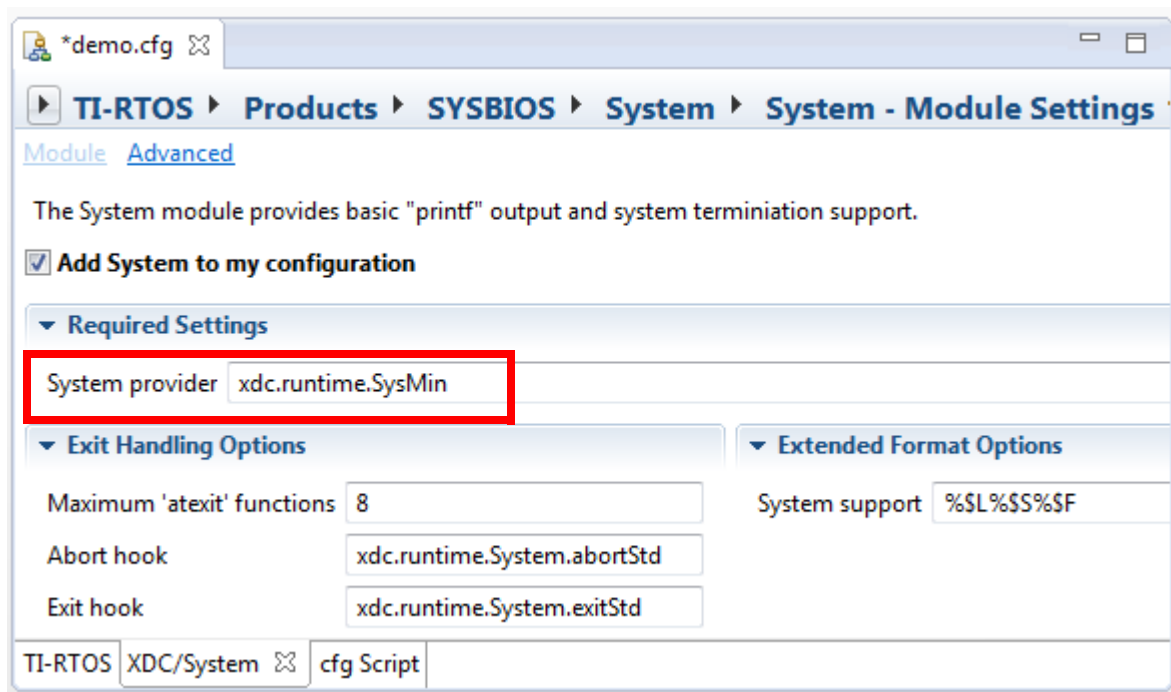 *demo.cfg
TI-RTOS Products SYSBIOS System System - Module Settings
Module Advanced
The System module provides basic "printf" output and system terminiation support.
Add System to my configuration
Required Settings
System provider xdc.runtime.SysMin
Exit Handling Options
Maximum 'atexit' functions 8
Abort hook xdc.runtime.System.abortStd
Exit hook xdc.runtime.System.exitStd
Extended Format Options
System support %$L%$S%$F
TI-RTOS XDC/System cfg Script